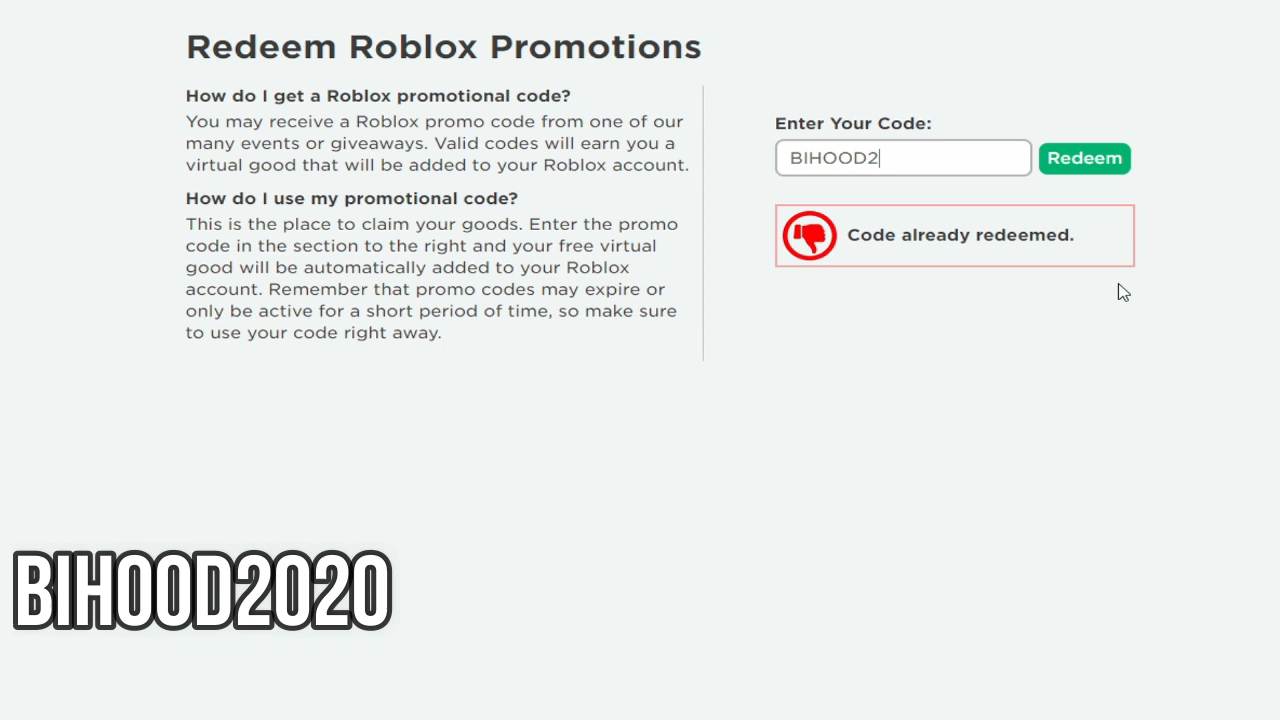 Redeem Roblox Promotions
How do I get a Roblox promotional code?
You may receive a Roblox promo code from one of our
many events or giveaways. Valid codes will earn you a
virtual good that will be added to your Roblox account.
How do I use my promotional code?
This is the place to claim your goods. Enter the promo
code in the section to the right and your free virtual
good will be automatically added to your Roblox
account. Remember that promo codes may expire or
only be active for a short period of time, so make sure
to use your code right away.
Enter Your Code:
BIHOOD2
Redeem
Code already redeemed.
BIHOOD2020